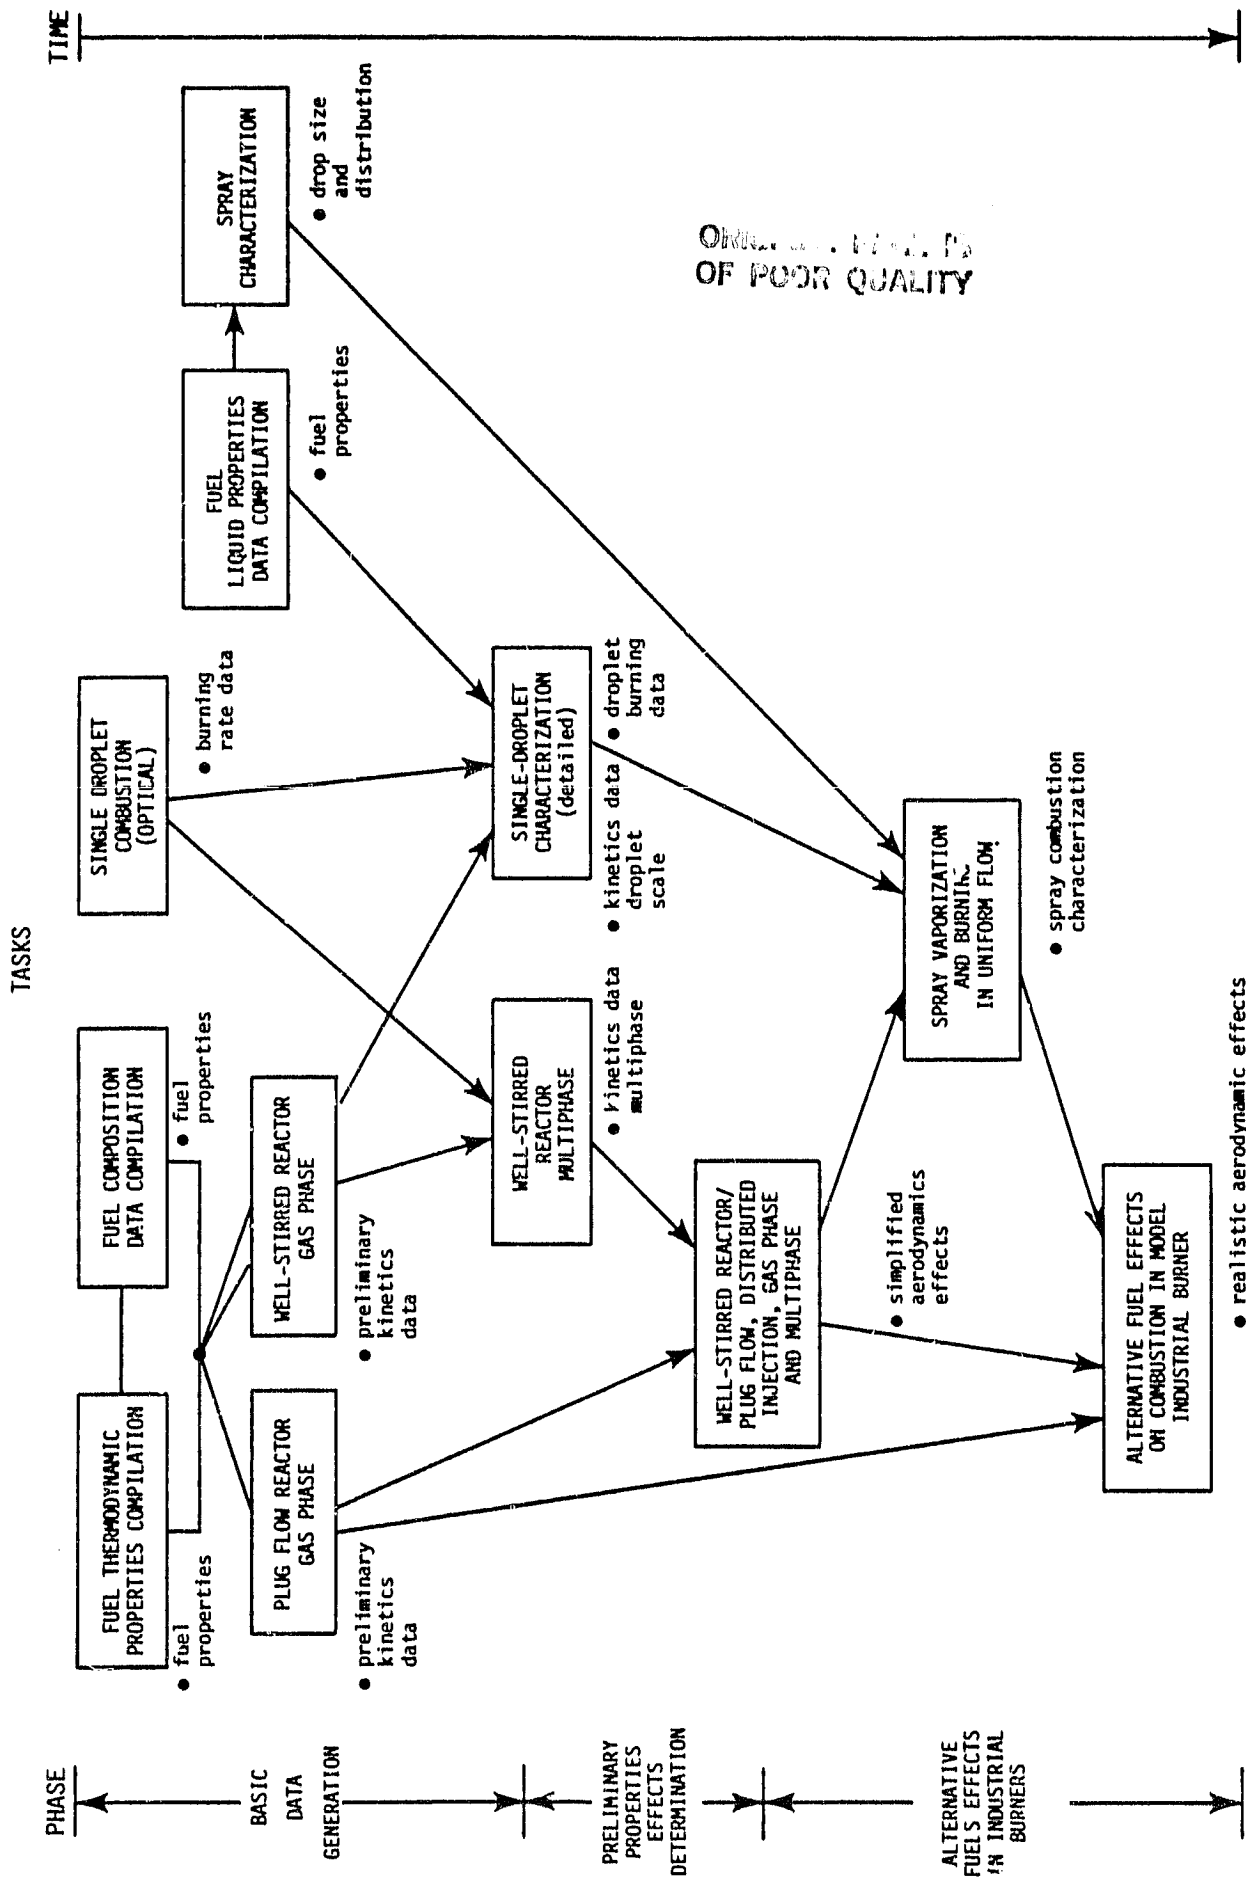 TASKS
PHASE
TIME
BASIC
DATA
GENERATION
PRELIMINARY
PROPERTIES
EFFECTS
DETERMINATION
ALTERNATIVE
FUELS EFFECTS
IN INDUSTRIAL
BURNERS
FUEL THERMODYNAMIC
PROPERTIES COMPILATION
● fuel
properties
FUEL COMPOSITION
DATA COMPILATION
● fuel
properties
SINGLE DROPLET
COMBUSTION
(OPTICAL)
● burning
rate data
FUEL
LIQUID PROPERTIES
DATA COMPILATION
● fuel
properties
SPRAY
CHARACTERIZATION
● drop size
and
distribution
PLUG FLOW REACTOR
GAS PHASE
● preliminary
kinetics
data
WELL-STIRRED REACTOR
GAS PHASE
● preliminary
kinetics
data
WELL-STIRRED
REACTOR
MULTIPHASE
● kinetics data
multiphase
SINGLE-DROPLET
CHARACTERIZATION
(detailed)
● kinetics data
droplet
scale
● droplet
burning
data
WELL-STIRRED REACTOR/
PLUG FLOW, DISTRIBUTED
INJECTION, GAS PHASE
AND MULTIPHASE
● simplified
aerodynamics
effects
SPRAY VAPORIZATION
AND BURNING
IN UNIFORM FLOW
● spray combustion
characterization
ALTERNATIVE FUEL EFFECTS
ON COMBUSTION IN MODEL
INDUSTRIAL BURNER
● realistic aerodynamic effects
OF POOR QUALITY